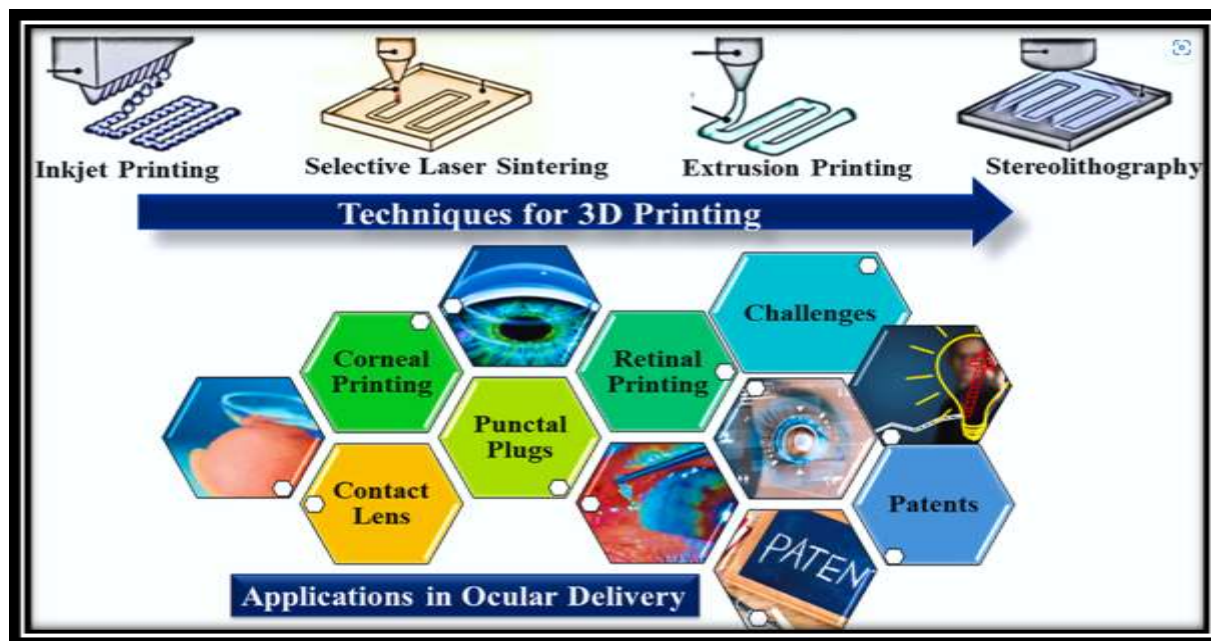 Inkjet Printing
Selective Laser Sintering
Extrusion Printing
Stereolithography
Techniques for 3D Printing
Challenges
Corneal
Printing
Retinal
Printing
Punctal
Plugs
Contact
Lens
Patents
PATEN
Applications in Ocular Delivery